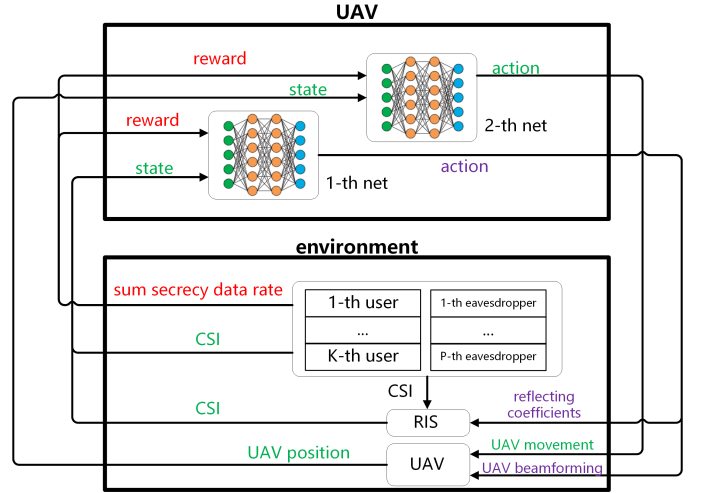 UAV
reward
state
action
2-th net
reward
state
1-th net
action
environment
sum secrecy data rate
1-th user
...
K-th user
1-th eavesdropper
...
P-th eavesdropper
CSI
CSI
CSI
RIS
reflecting
coefficients
UAV position
UAV
UAV movement
UAV beamforming